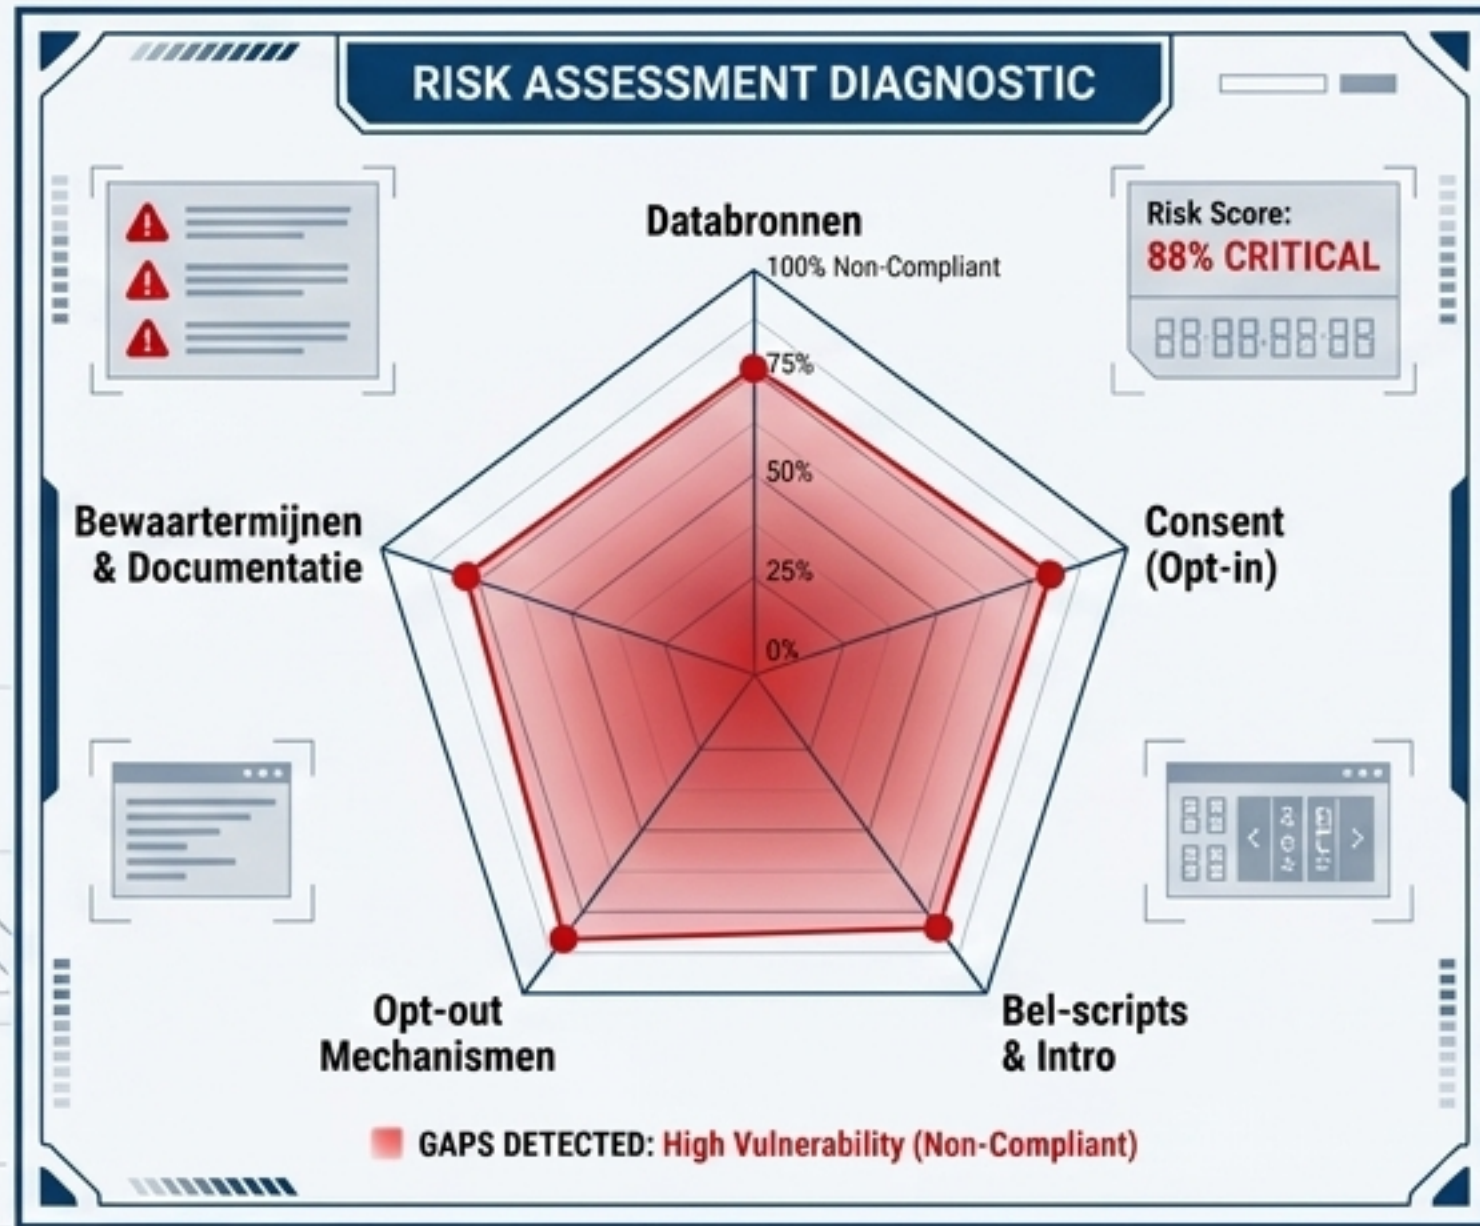 RISK ASSESSMENT DIAGNOSTIC
Risk Score:
88% CRITICAL
Databronnen
100% Non-Compliant
75%
50%
25%
0%
Bewaartermijnen
& Documentatie
Consent
(Opt-in)
Opt-out
Mechanismen
Bel-scripts
& Intro
GAPS DETECTED: High Vulnerability (Non-Compliant)